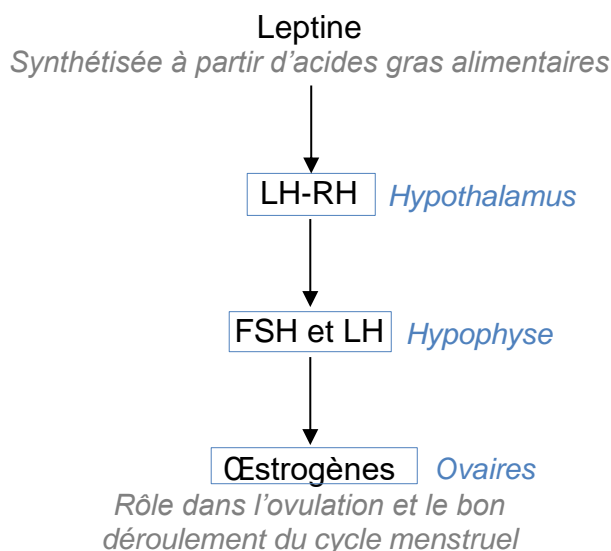 Leptine
Synthétisée à partir d’acides gras alimentaires
LH-RH Hypothalamus
FSH et LH Hypophyse
Œstrogènes Ovaires
Rôle dans l’ovulation et le bon
déroulement du cycle menstruel